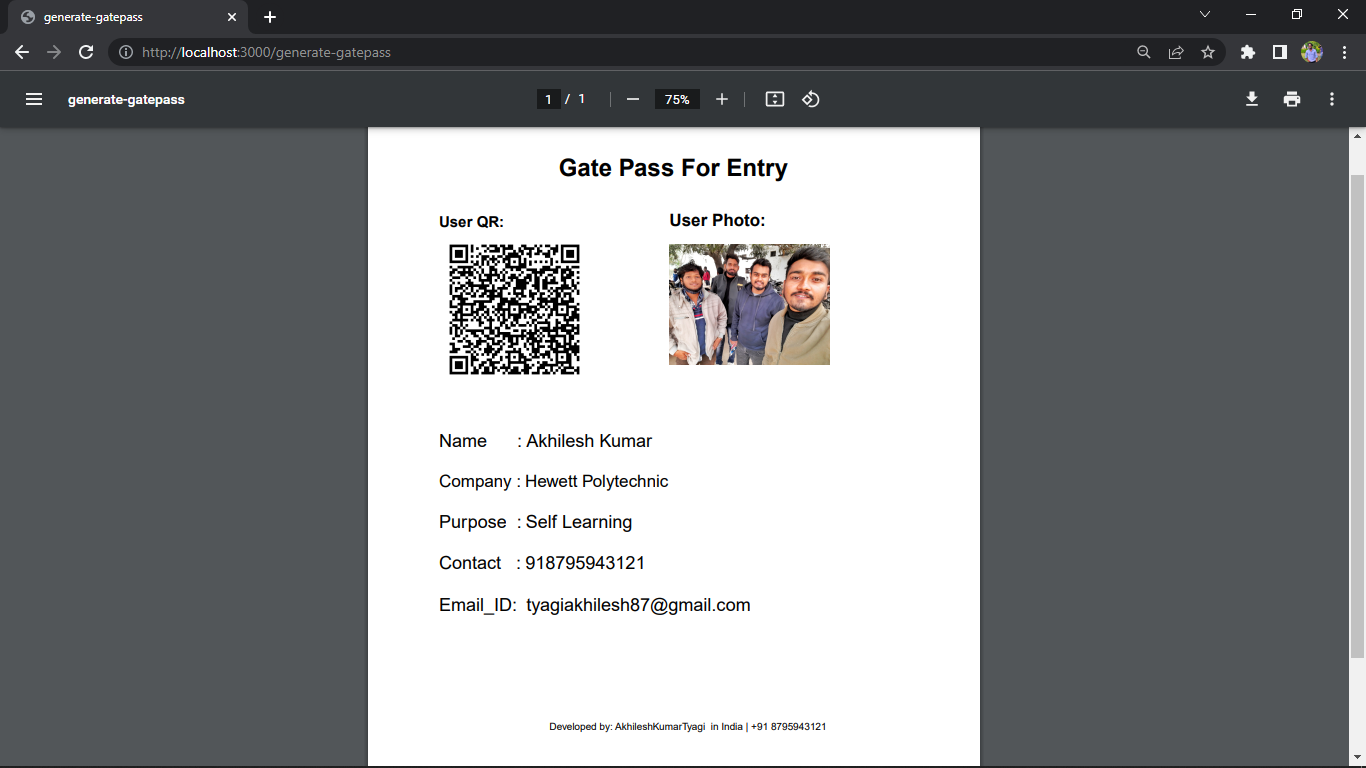 generate-gatepass
http://localhost:3000/generate-gatepass
generate-gatepass
1 / 1
75%
Gate Pass For Entry
User QR:
User Photo:
Name : Akhilesh Kumar
Company : Hewett Polytechnic
Purpose : Self Learning
Contact : 918795943121
Email_ID: tyagiakhilesh87@gmail.com
Developed by: AkhileshKumarTyagi in India | +91 8795943121